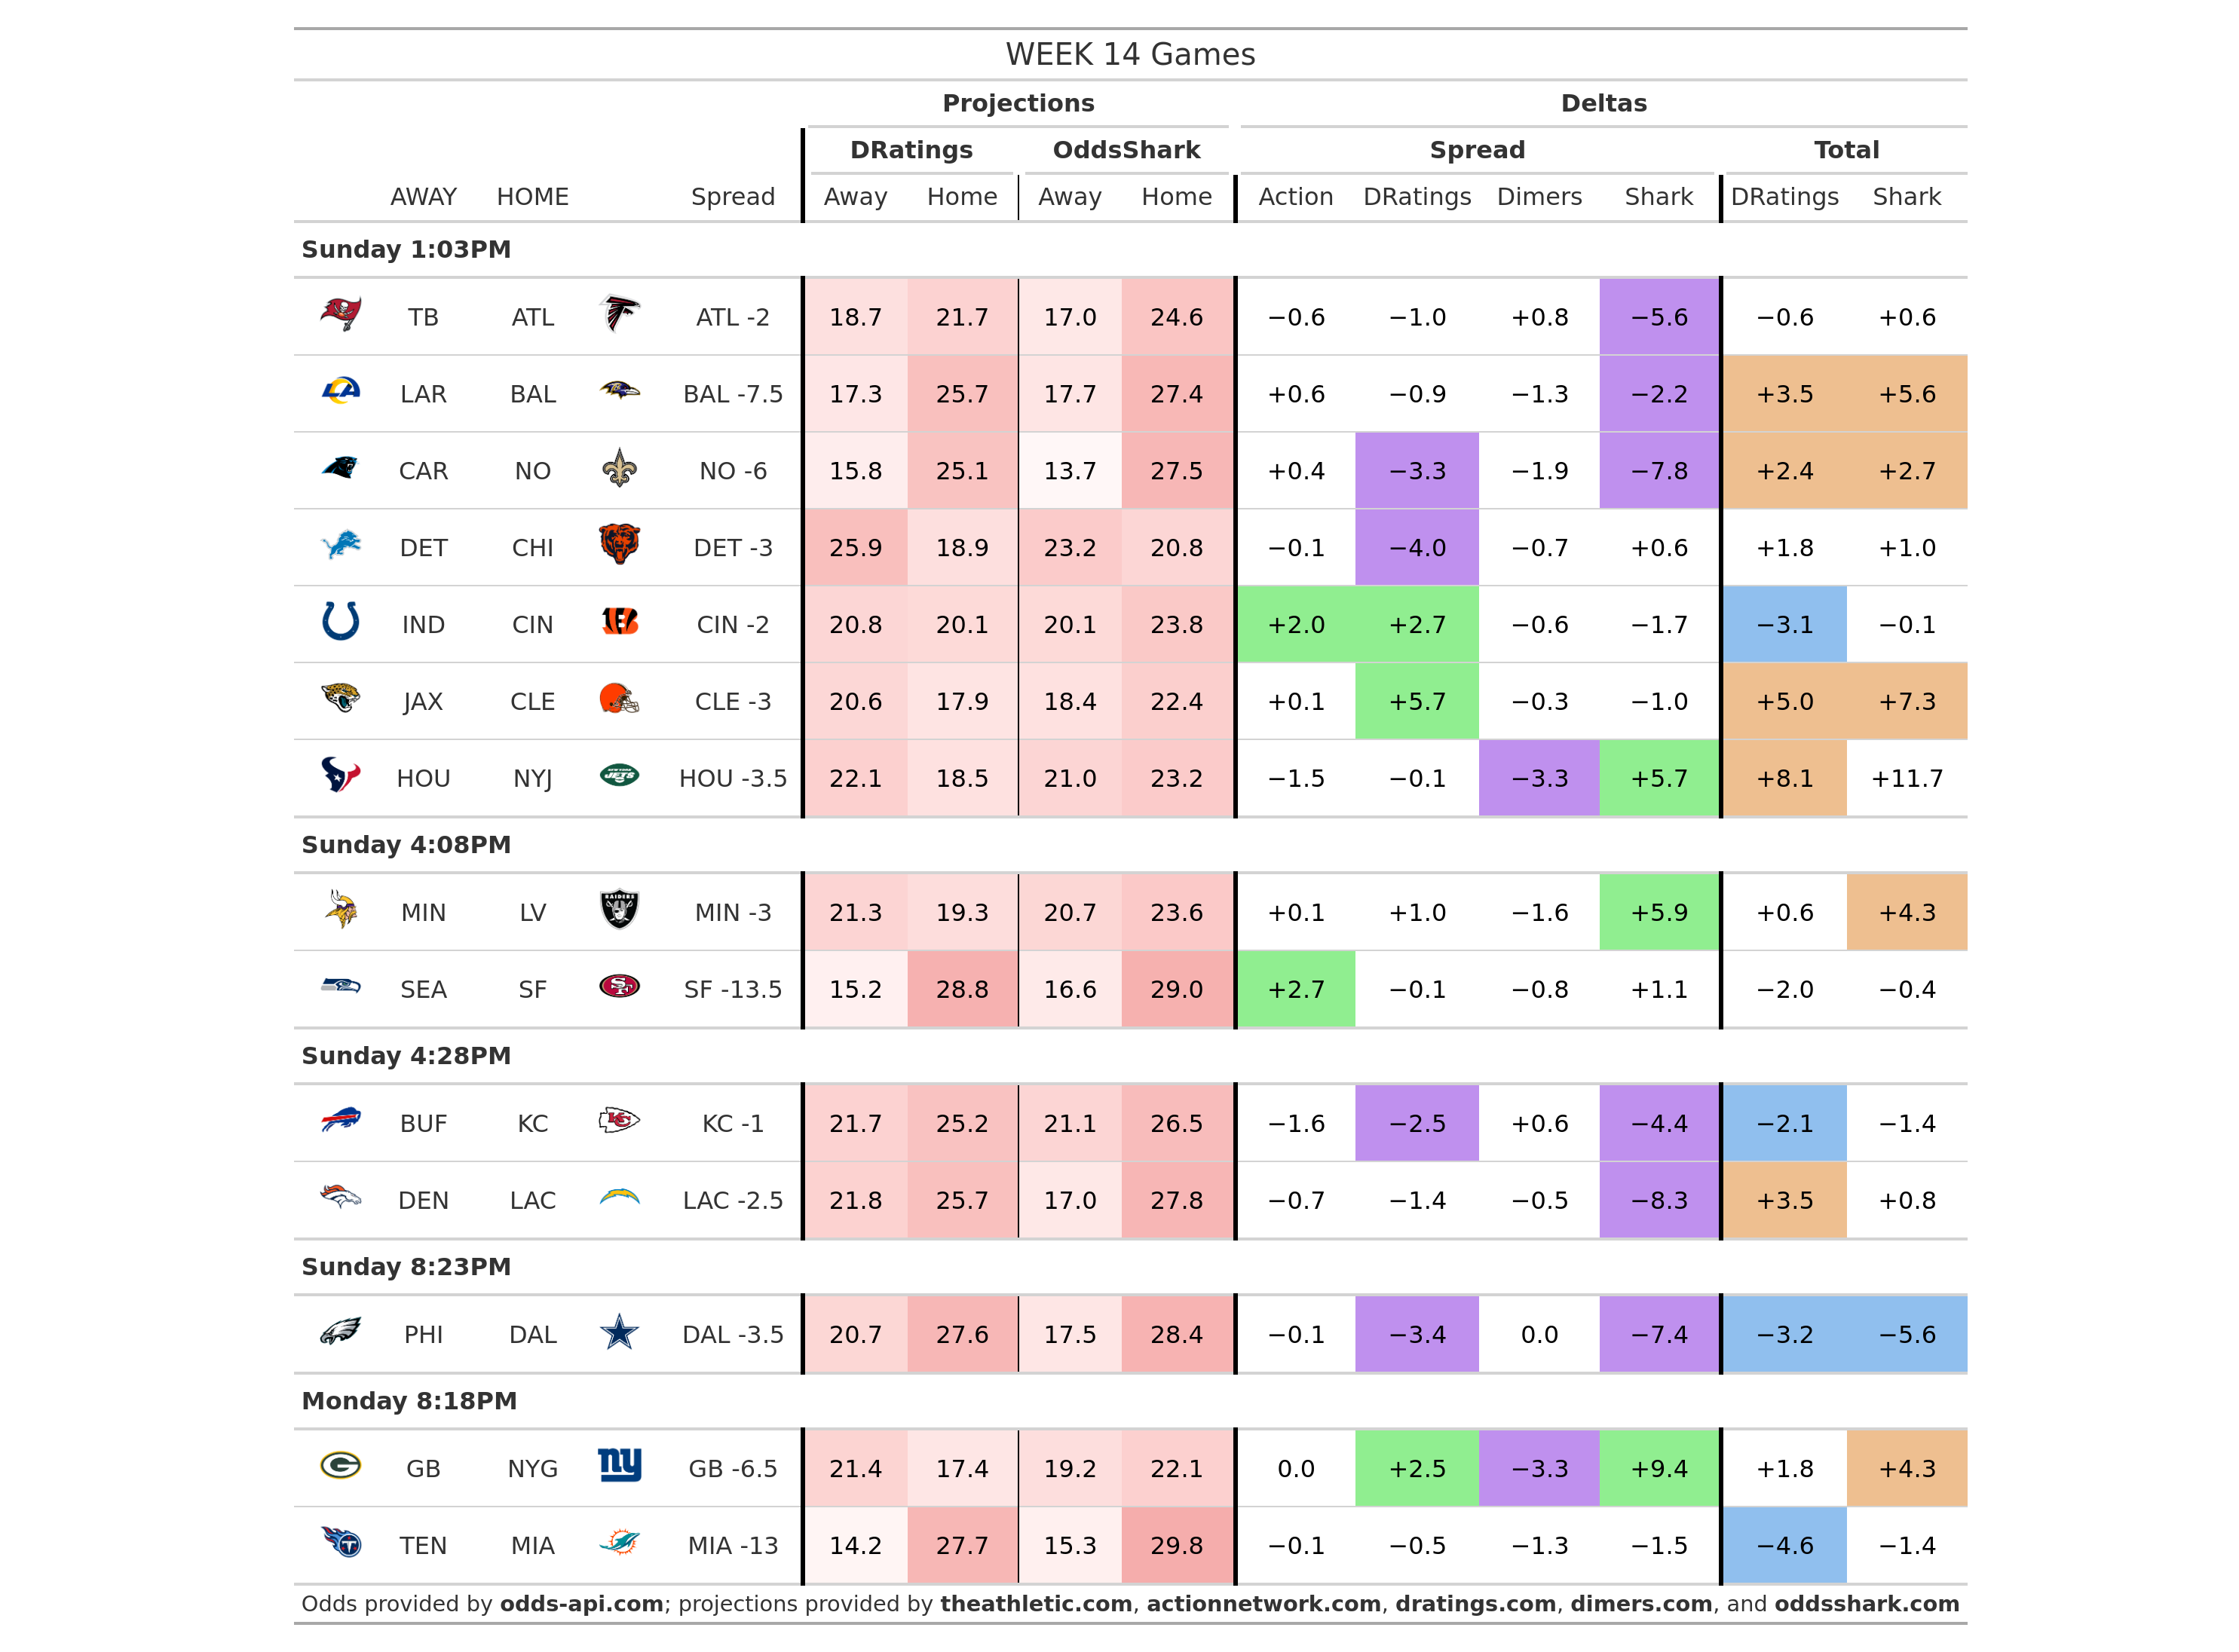 WEEK 14 Games
Projections Deltas
DRatings OddsShark Spread Total
AWAY HOME Spread Away Home Away Home Action DRatings Dimers Shark DRatings Shark
Sunday 1:03PM
TB ATL ATL -2 18.7 21.7 17.0 24.6 −0.6 −1.0 +0.8 −5.6 −0.6 +0.6
LAR BAL BAL -7.5 17.3 25.7 17.7 27.4 +0.6 −0.9 −1.3 −2.2 +3.5 +5.6
CAR NO NO -6 15.8 25.1 13.7 27.5 +0.4 −3.3 −1.9 −7.8 +2.4 +2.7
DET CHI DET -3 25.9 18.9 23.2 20.8 −0.1 −4.0 −0.7 +0.6 +1.8 +1.0
IND CIN CIN -2 20.8 20.1 20.1 23.8 +2.0 +2.7 −0.6 −1.7 −3.1 −0.1
JAX CLE CLE -3 20.6 17.9 18.4 22.4 +0.1 +5.7 −0.3 −1.0 +5.0 +7.3
HOU NYJ JETS HOU -3.5 22.1 18.5 21.0 23.2 −1.5 −0.1 −3.3 +5.7 +8.1 +11.7
Sunday 4:08PM
MIN LV RAIDERS MIN -3 21.3 19.3 20.7 23.6 +0.1 +1.0 −1.6 +5.9 +0.6 +4.3
SEA SF SF SF -13.5 15.2 28.8 16.6 29.0 +2.7 −0.1 −0.8 +1.1 −2.0 −0.4
Sunday 4:28PM
BUF KC KC KC -1 21.7 25.2 21.1 26.5 −1.6 −2.5 +0.6 −4.4 −2.1 −1.4
DEN LAC LAC -2.5 21.8 25.7 17.0 27.8 −0.7 −1.4 −0.5 −8.3 +3.5 +0.8
Sunday 8:23PM
PHI DAL DAL -3.5 20.7 27.6 17.5 28.4 −0.1 −3.4 0.0 −7.4 −3.2 −5.6
Monday 8:18PM
G GB NYG ny GB -6.5 21.4 17.4 19.2 22.1 0.0 +2.5 −3.3 +9.4 +1.8 +4.3
T TEN MIA MIA -13 14.2 27.7 15.3 29.8 −0.1 −0.5 −1.3 −1.5 −4.6 −1.4
Odds provided by odds-api.com; projections provided by theathletic.com, actionnetwork.com, dratings.com, dimers.com, and oddsshark.com